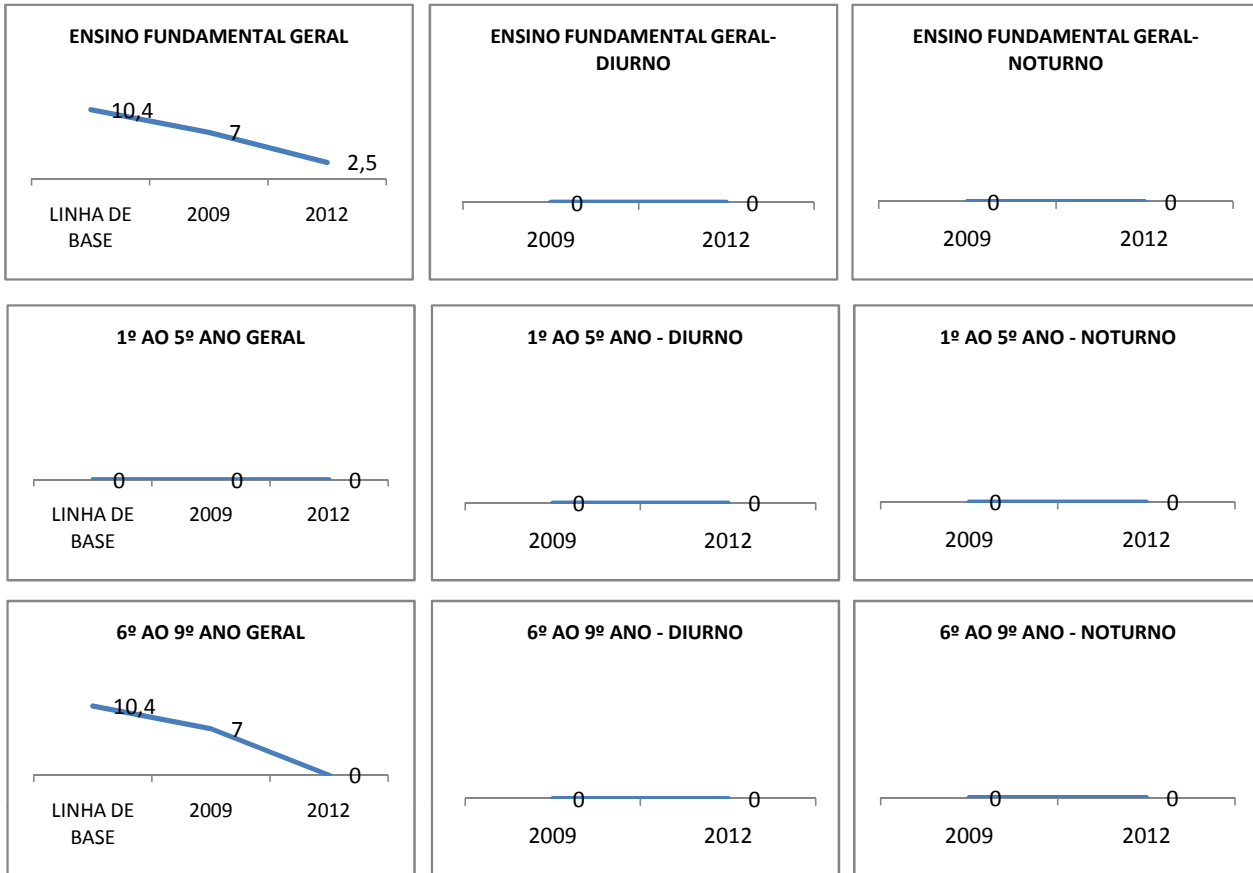 ENSINO FUNDAMENTAL GERAL
10,4
7
2,5
LINHA DE
BASE
2009
2012
ENSINO FUNDAMENTAL GERAL-
DIURNO
0
0
2009
2012
ENSINO FUNDAMENTAL GERAL-
NOTURNO
0
0
2009
2012
1º AO 5º ANO GERAL
0
0
0
LINHA DE
BASE
2009
2012
1º AO 5º ANO - DIURNO
0
0
2009
2012
1º AO 5º ANO - NOTURNO
0
0
2009
2012
6º AO 9º ANO GERAL
10,4
7
0
LINHA DE
BASE
2009
2012
6º AO 9º ANO - DIURNO
0
0
2009
2012
6º AO 9º ANO - NOTURNO
0
0
2009
2012